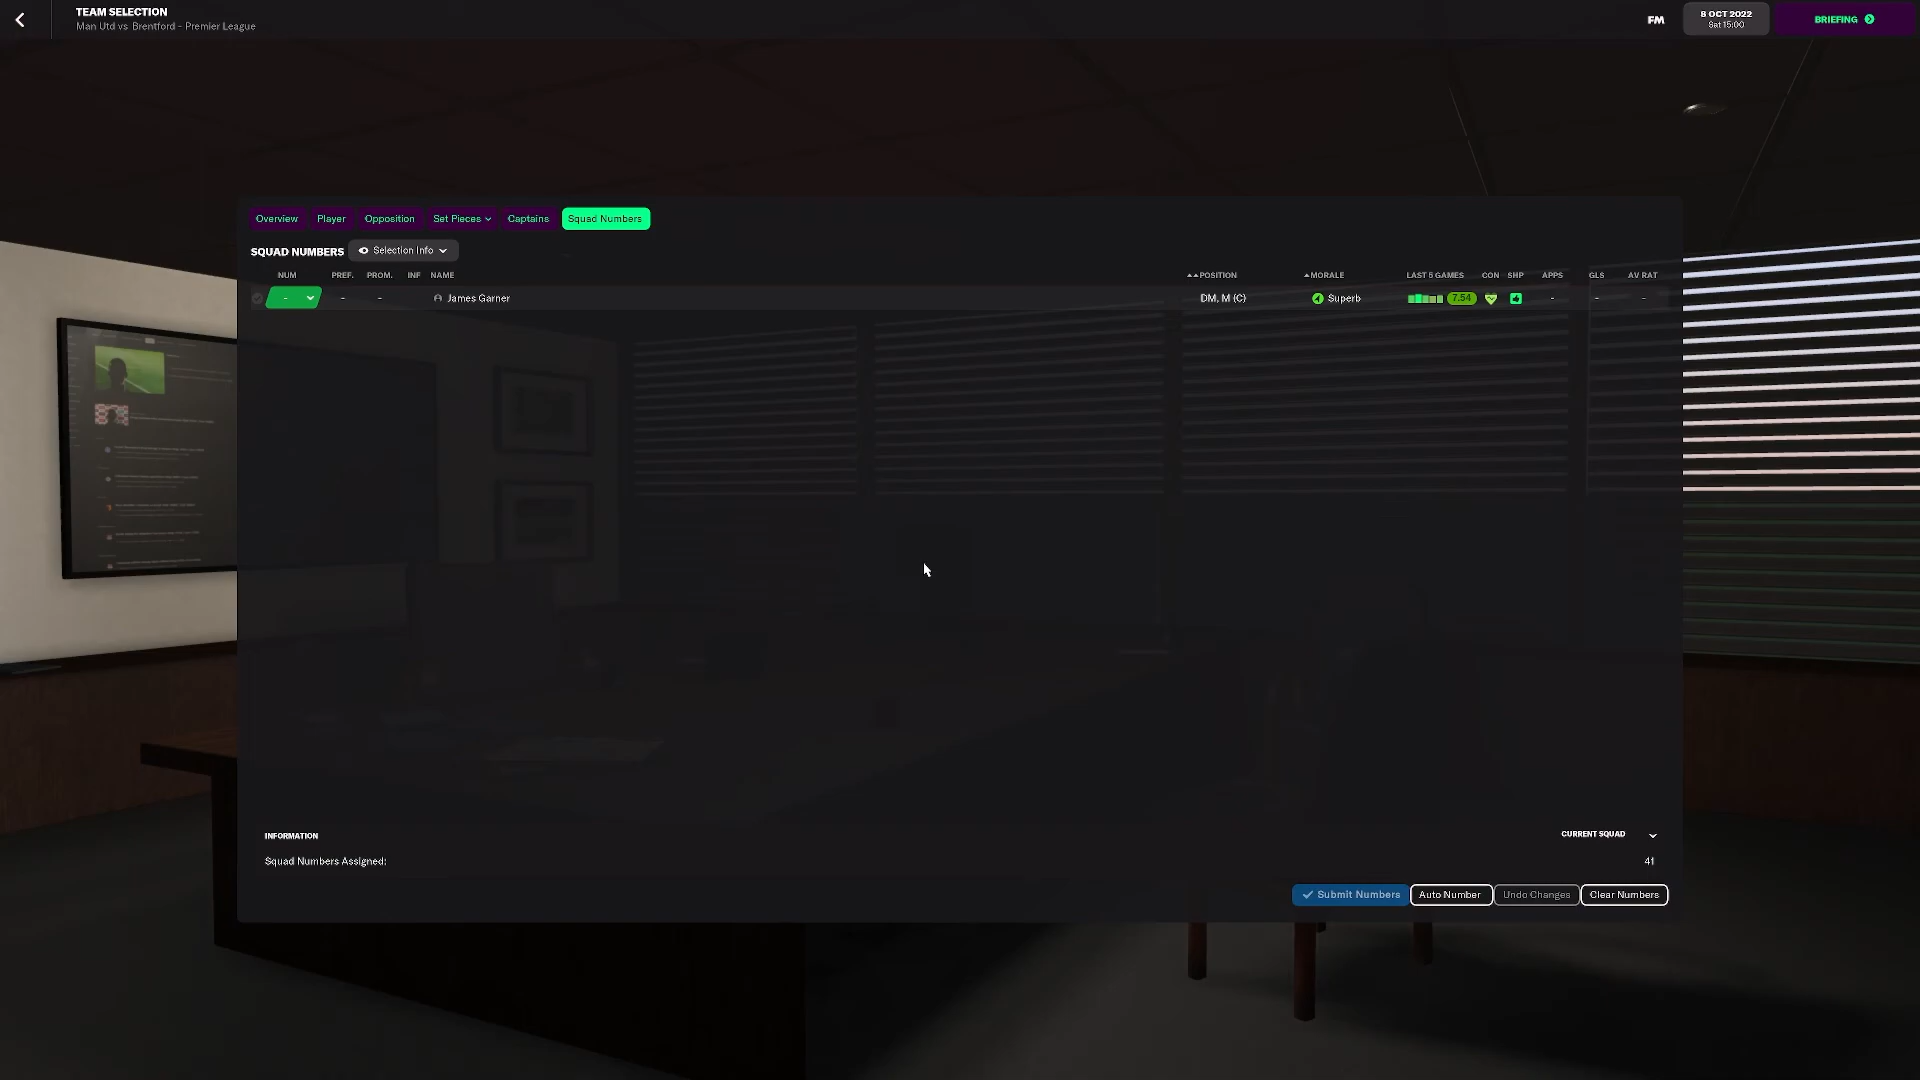 TEAM SELECTION
Man Utd vs Brentford - Premier League
FM
8 OCT 2022
Sat 15:00
BRIEFING
Overview Player Opposition Set Pieces Captains Squad Numbers
SQUAD NUMBERS Selection Info
NUM PREF. PROM. INF NAME POSITION MORALE LAST 5 GAMES CON SHP APPS GLS AV RAT
- - - James Garner DM, M (C) Superb 7.54 - - -
INFORMATION CURRENT SQUAD
Squad Numbers Assigned: 41
Submit Numbers Auto Number Undo Changes Clear Numbers